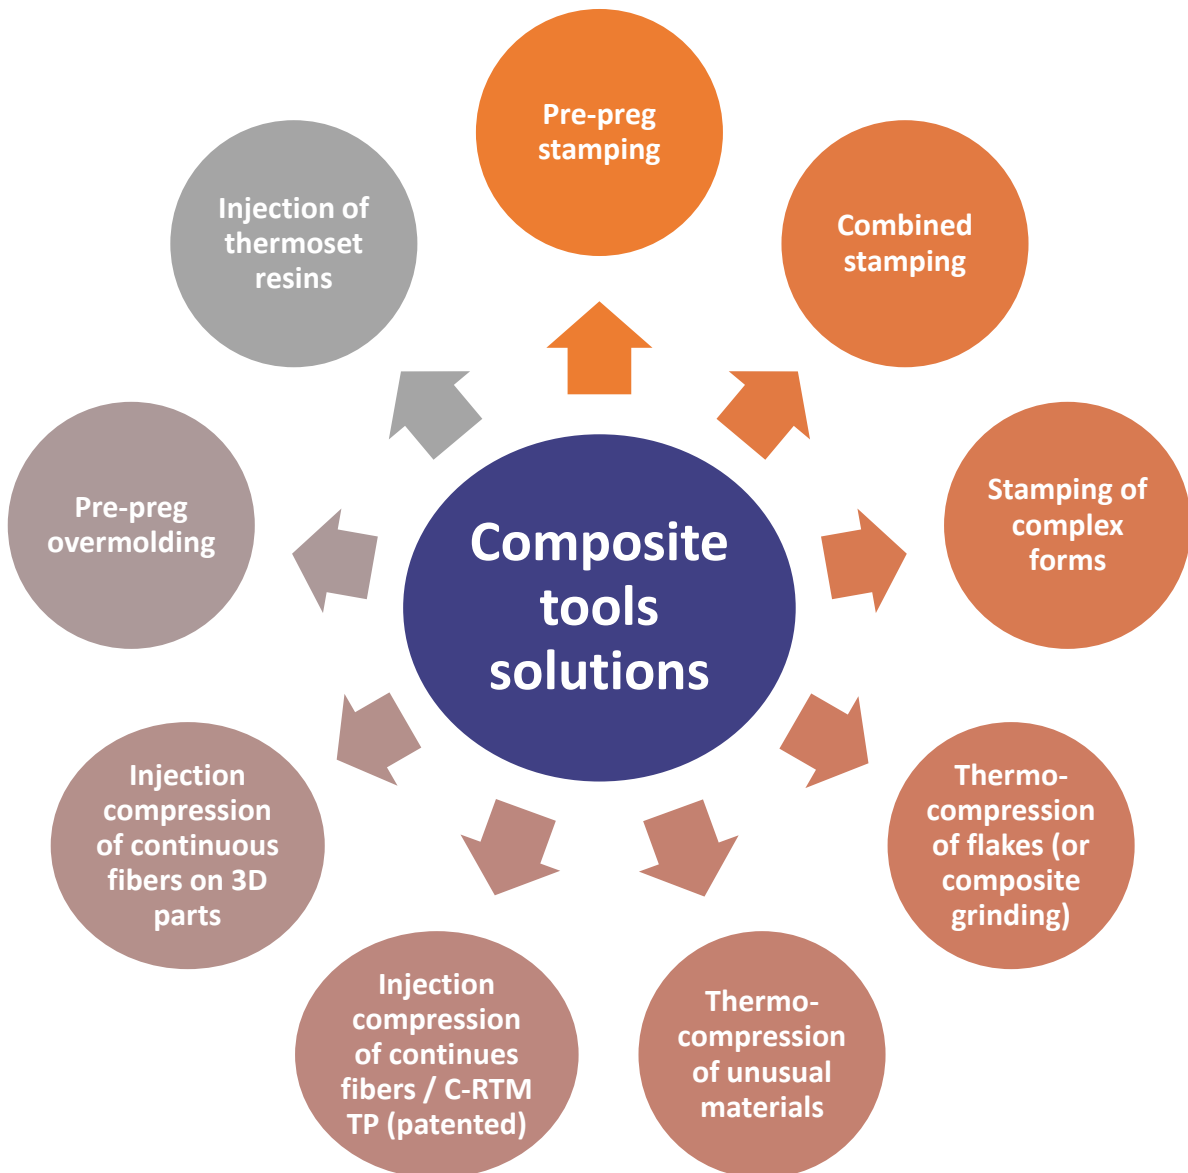 Pre-preg
stamping
Combined
stamping
Stamping of
complex
forms
Thermo-
compression
of flakes (or
composite
grinding)
Thermo-
compression
of unusual
materials
Injection
compression
of continues
fibers / C-RTM
TP (patented)
Injection
compression
of continuous
fibers on 3D
parts
Pre-preg
overmolding
Injection of
thermoset
resins
Composite
tools
solutions